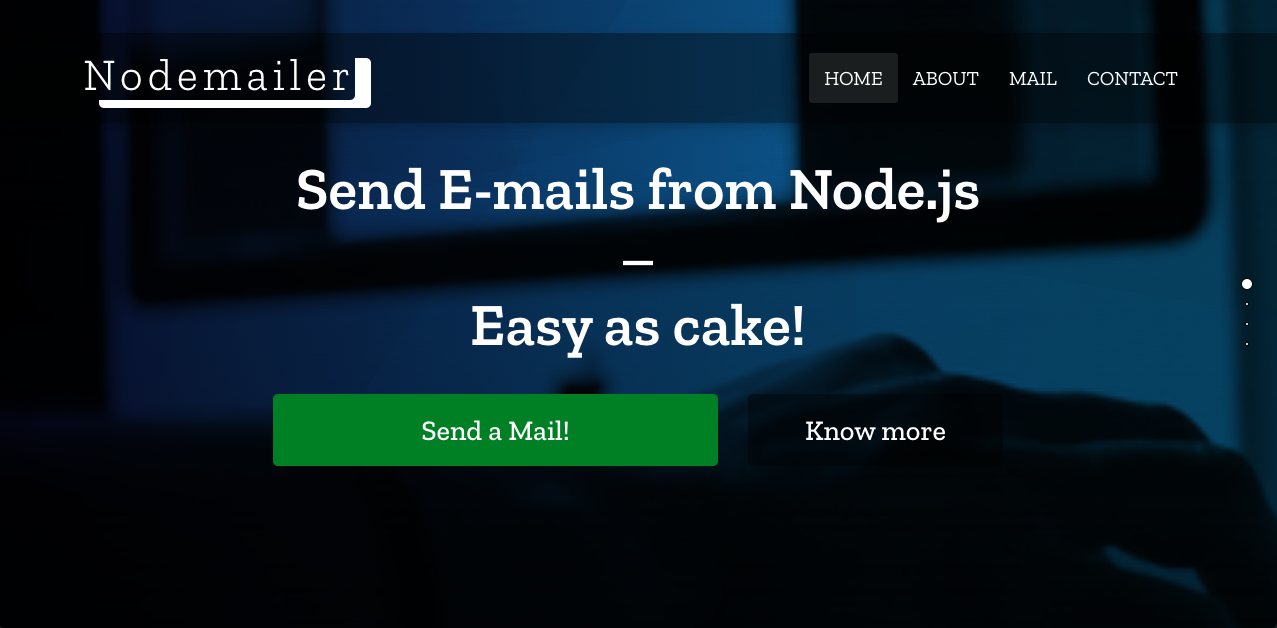 Nodemailer
HOME ABOUT MAIL CONTACT
Send E-mails from Node.js
Easy as cake!
Send a Mail! Know more